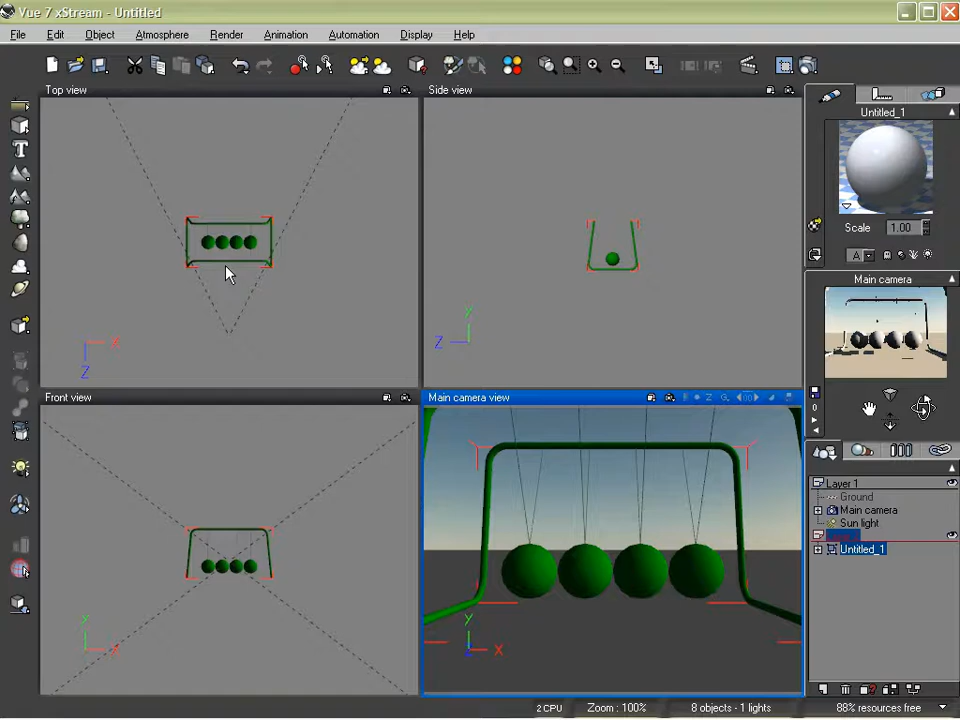 Vue 7 xStream - Untitled
File Edit Object Atmosphere Render Animation Automation Display Help
Top view
Side view
Untitled_1
Scale 1.00
A
Main camera
X
Z
y
Z
0
Front view
Main camera view
Layer 1
Ground
Main camera
Sun light
Untitled_1
y
X
y
Z
X
2 CPU Zoom : 100% 8 objects - 1 lights 88% resources free